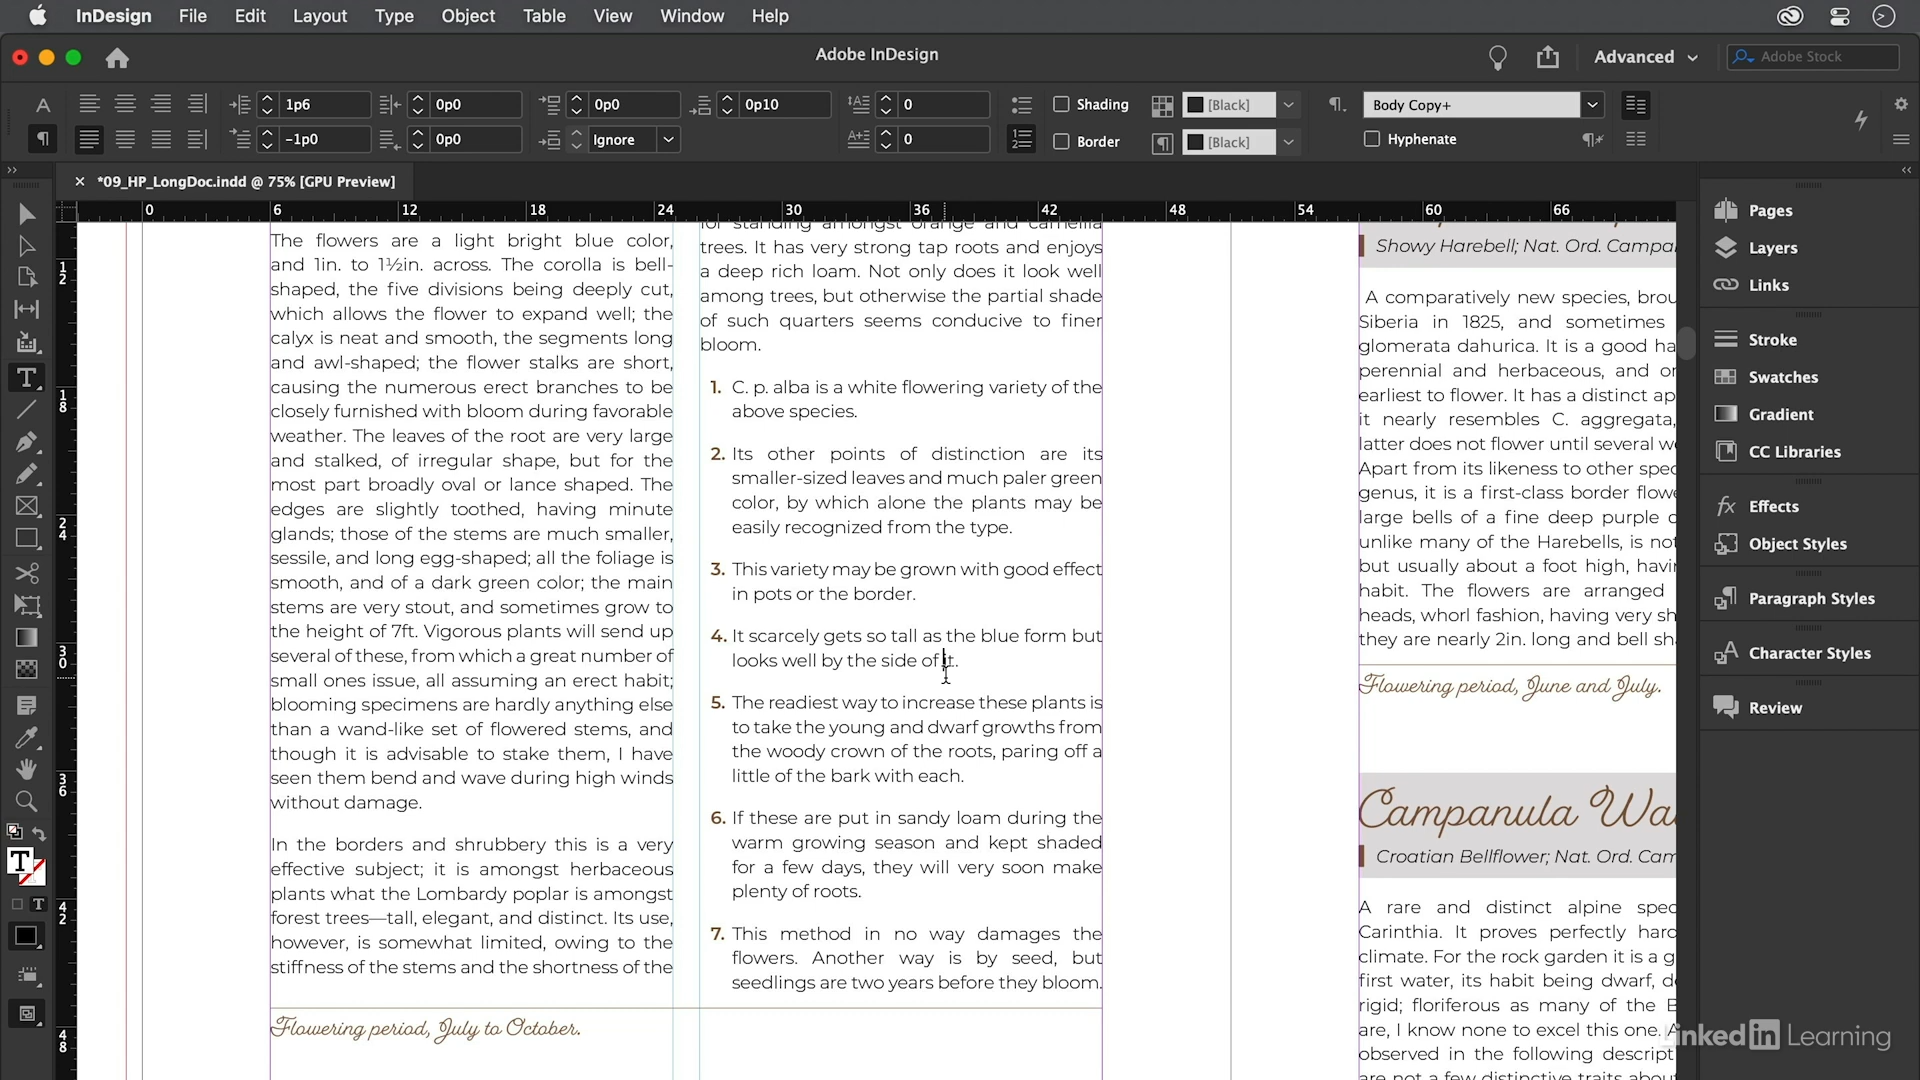 InDesign File Edit Layout Type Object Table View Window Help
Adobe InDesign
Advanced
Adobe Stock
1p6 0p0 0p0 0p10 0 Shading [Black] Body Copy+
-1p0 0p0 Ignore 0 Border [Black] Hyphenate
*09_HP_LongDoc.indd @ 75% [GPU Preview]
0 6 12 18 24 30 36 42 48 54 60 66
12
18
24
30
36
42
48
The flowers are a light bright blue color,
and 1in. to 1½in. across. The corolla is bell-
shaped, the five divisions being deeply cut,
which allows the flower to expand well; the
calyx is neat and smooth, the segments long
and awl-shaped; the flower stalks are short,
causing the numerous erect branches to be
closely furnished with bloom during favorable
weather. The leaves of the root are very large
and stalked, of irregular shape, but for the
most part broadly oval or lance shaped. The
edges are slightly toothed, having minute
glands; those of the stems are much smaller,
sessile, and long egg-shaped; all the foliage is
smooth, and of a dark green color; the main
stems are very stout, and sometimes grow to
the height of 7ft. Vigorous plants will send up
several of these, from which a great number of
small ones issue, all assuming an erect habit;
blooming specimens are hardly anything else
than a wand-like set of flowered stems, and
though it is advisable to stake them, I have
seen them bend and wave during high winds
without damage.
In the borders and shrubbery this is a very
effective subject; it is amongst herbaceous
plants what the Lombardy poplar is amongst
forest trees—tall, elegant, and distinct. Its use,
however, is somewhat limited, owing to the
stiffness of the stems and the shortness of the
Flowering period, July to October.
for standing amongst orange and camellia
trees. It has very strong tap roots and enjoys
a deep rich loam. Not only does it look well
among trees, but otherwise the partial shade
of such quarters seems conducive to finer
bloom.
1. C. p. alba is a white flowering variety of the
above species.
2. Its other points of distinction are its
smaller-sized leaves and much paler green
color, by which alone the plants may be
easily recognized from the type.
3. This variety may be grown with good effect
in pots or the border.
4. It scarcely gets so tall as the blue form but
looks well by the side of it.
5. The readiest way to increase these plants is
to take the young and dwarf growths from
the woody crown of the roots, paring off a
little of the bark with each.
6. If these are put in sandy loam during the
warm growing season and kept shaded
for a few days, they will very soon make
plenty of roots.
7. This method in no way damages the
flowers. Another way is by seed, but
seedlings are two years before they bloom.
Showy Harebell; Nat. Ord. Campa
A comparatively new species, brou
Siberia in 1825, and sometimes
glomerata dahurica. It is a good ha
perennial and herbaceous, and or
earliest to flower. It has a distinct ap
it nearly resembles C. aggregata,
latter does not flower until several w
Apart from its likeness to other spec
genus, it is a first-class border flowe
large bells of a fine deep purple c
unlike many of the Harebells, is not
but usually about a foot high, havi
habit. The flowers are arranged
heads, whorl fashion, having very sh
they are nearly 2in. long and bell sh
Flowering period, June and July.
Campanula Wa
Croatian Bellflower; Nat. Ord. Cam
A rare and distinct alpine spec
Carinthia. It proves perfectly hard
climate. For the rock garden it is a g
first water, its habit being dwarf, d
rigid; floriferous as many of the B
are, I know none to excel this one. A
observed in the following descript
are not a few distinctive traits abou
Pages
Layers
Links
Stroke
Swatches
Gradient
CC Libraries
Effects
Object Styles
Paragraph Styles
Character Styles
Review
Linked in Learning